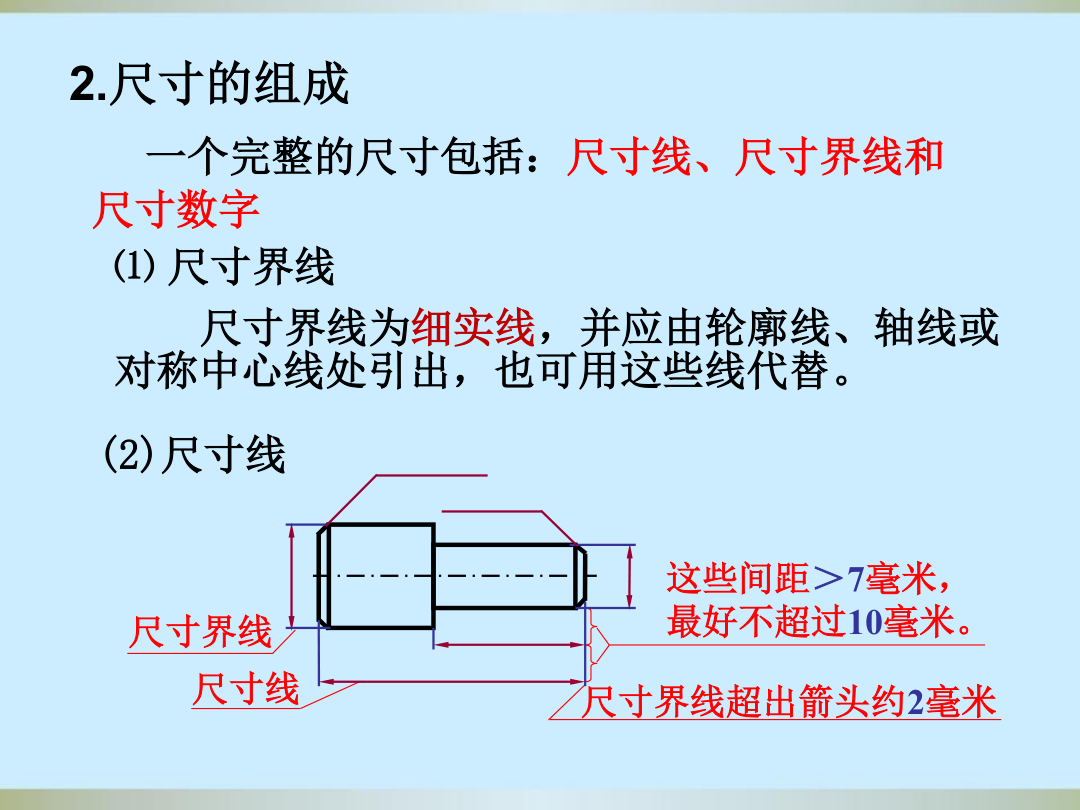 2.尺寸的组成
一个完整的尺寸包括：尺寸线、尺寸界线和
尺寸数字
⑴ 尺寸界线
尺寸界线为细实线，并应由轮廓线、轴线或
对称中心线处引出，也可用这些线代替。
(2)尺寸线
这些间距＞7毫米，
最好不超过10毫米。
尺寸界线
尺寸线
尺寸界线超出箭头约2毫米